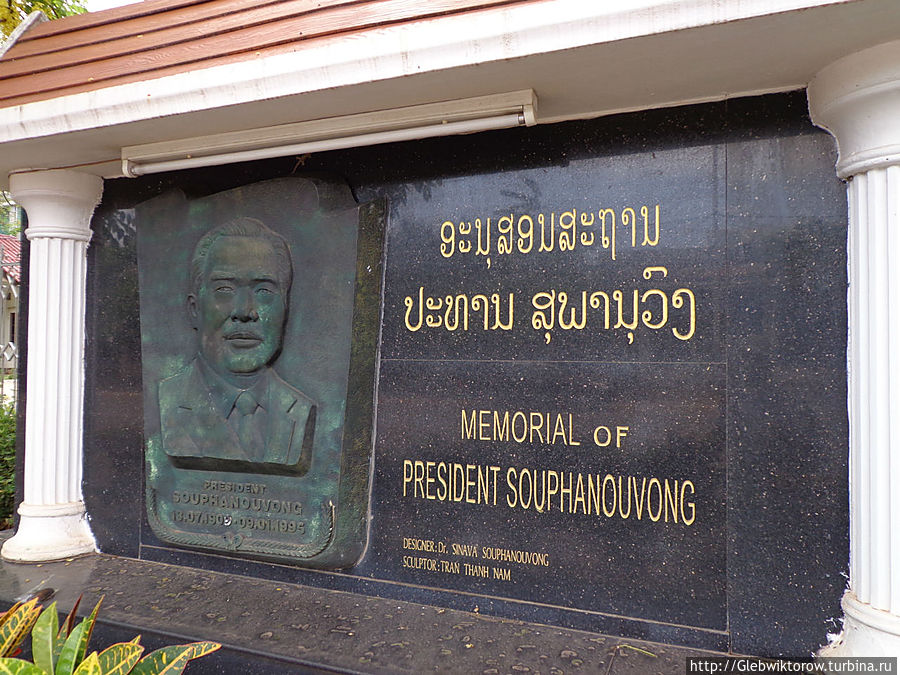 ອະນຸສອນສະຖານ
ປະທານ ສຸພານຸວົງ
MEMORIAL OF
PRESIDENT SOUPHANOUVONG
DESIGNER: Dr. SINAVA SOUPHANOUVONG
SCULPTOR: TRAN THANH NAM
PRESIDENT
SOUPHANOUVONG
13.07.1909-09.01.1995
http://Glebwiktorow.turbina.ru